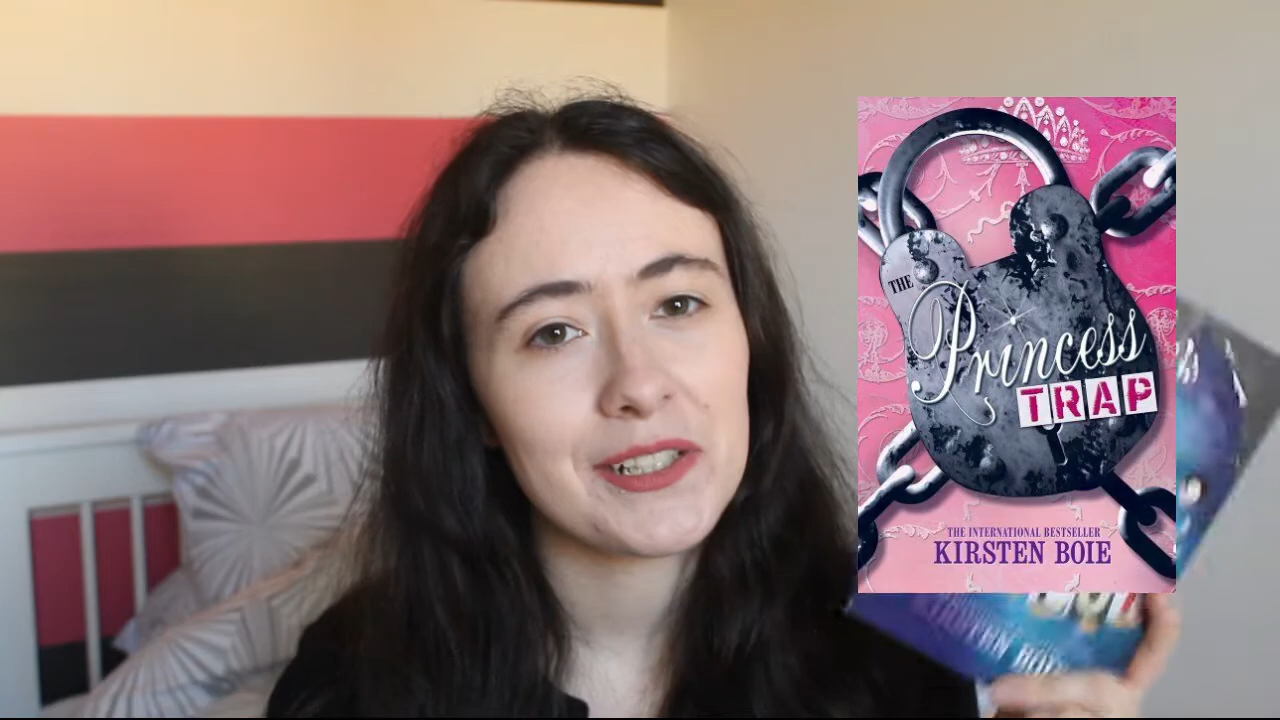 THE
Princess
TRAP
THE INTERNATIONAL BESTSELLER
KIRSTEN BOIE